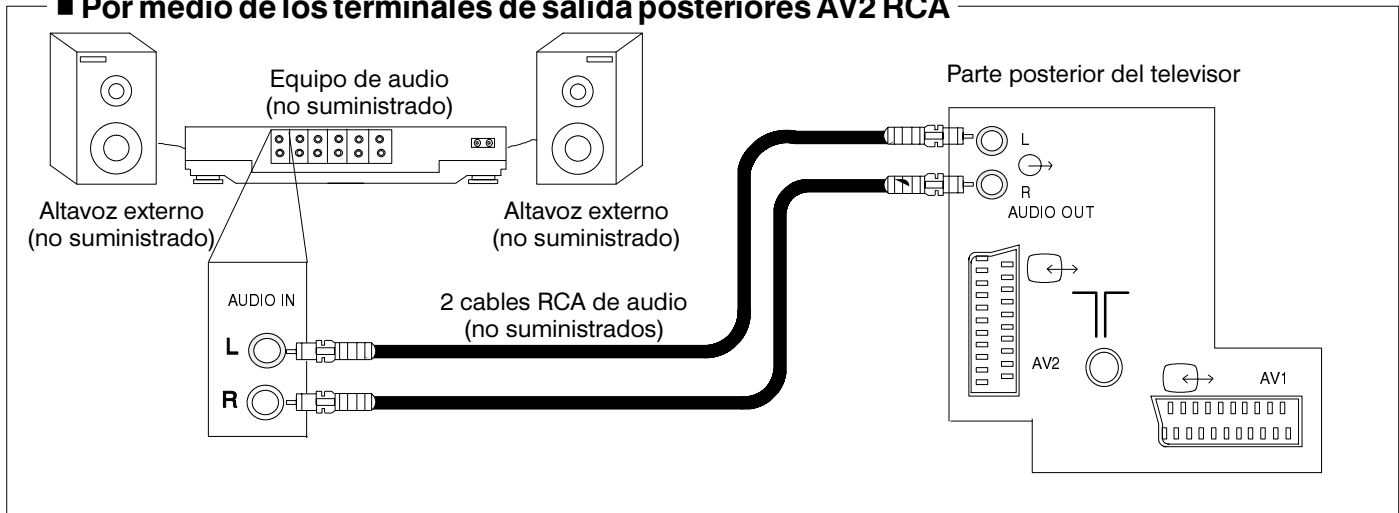 ■ Por medio de los terminales de salida posteriores AV2 RCA
Equipo de audio
(no suministrado)
Parte posterior del televisor
L
R
AUDIO OUT
Altavoz externo
(no suministrado)
Altavoz externo
(no suministrado)
AUDIO IN
L
R
2 cables RCA de audio
(no suministrados)
AV2
AV1